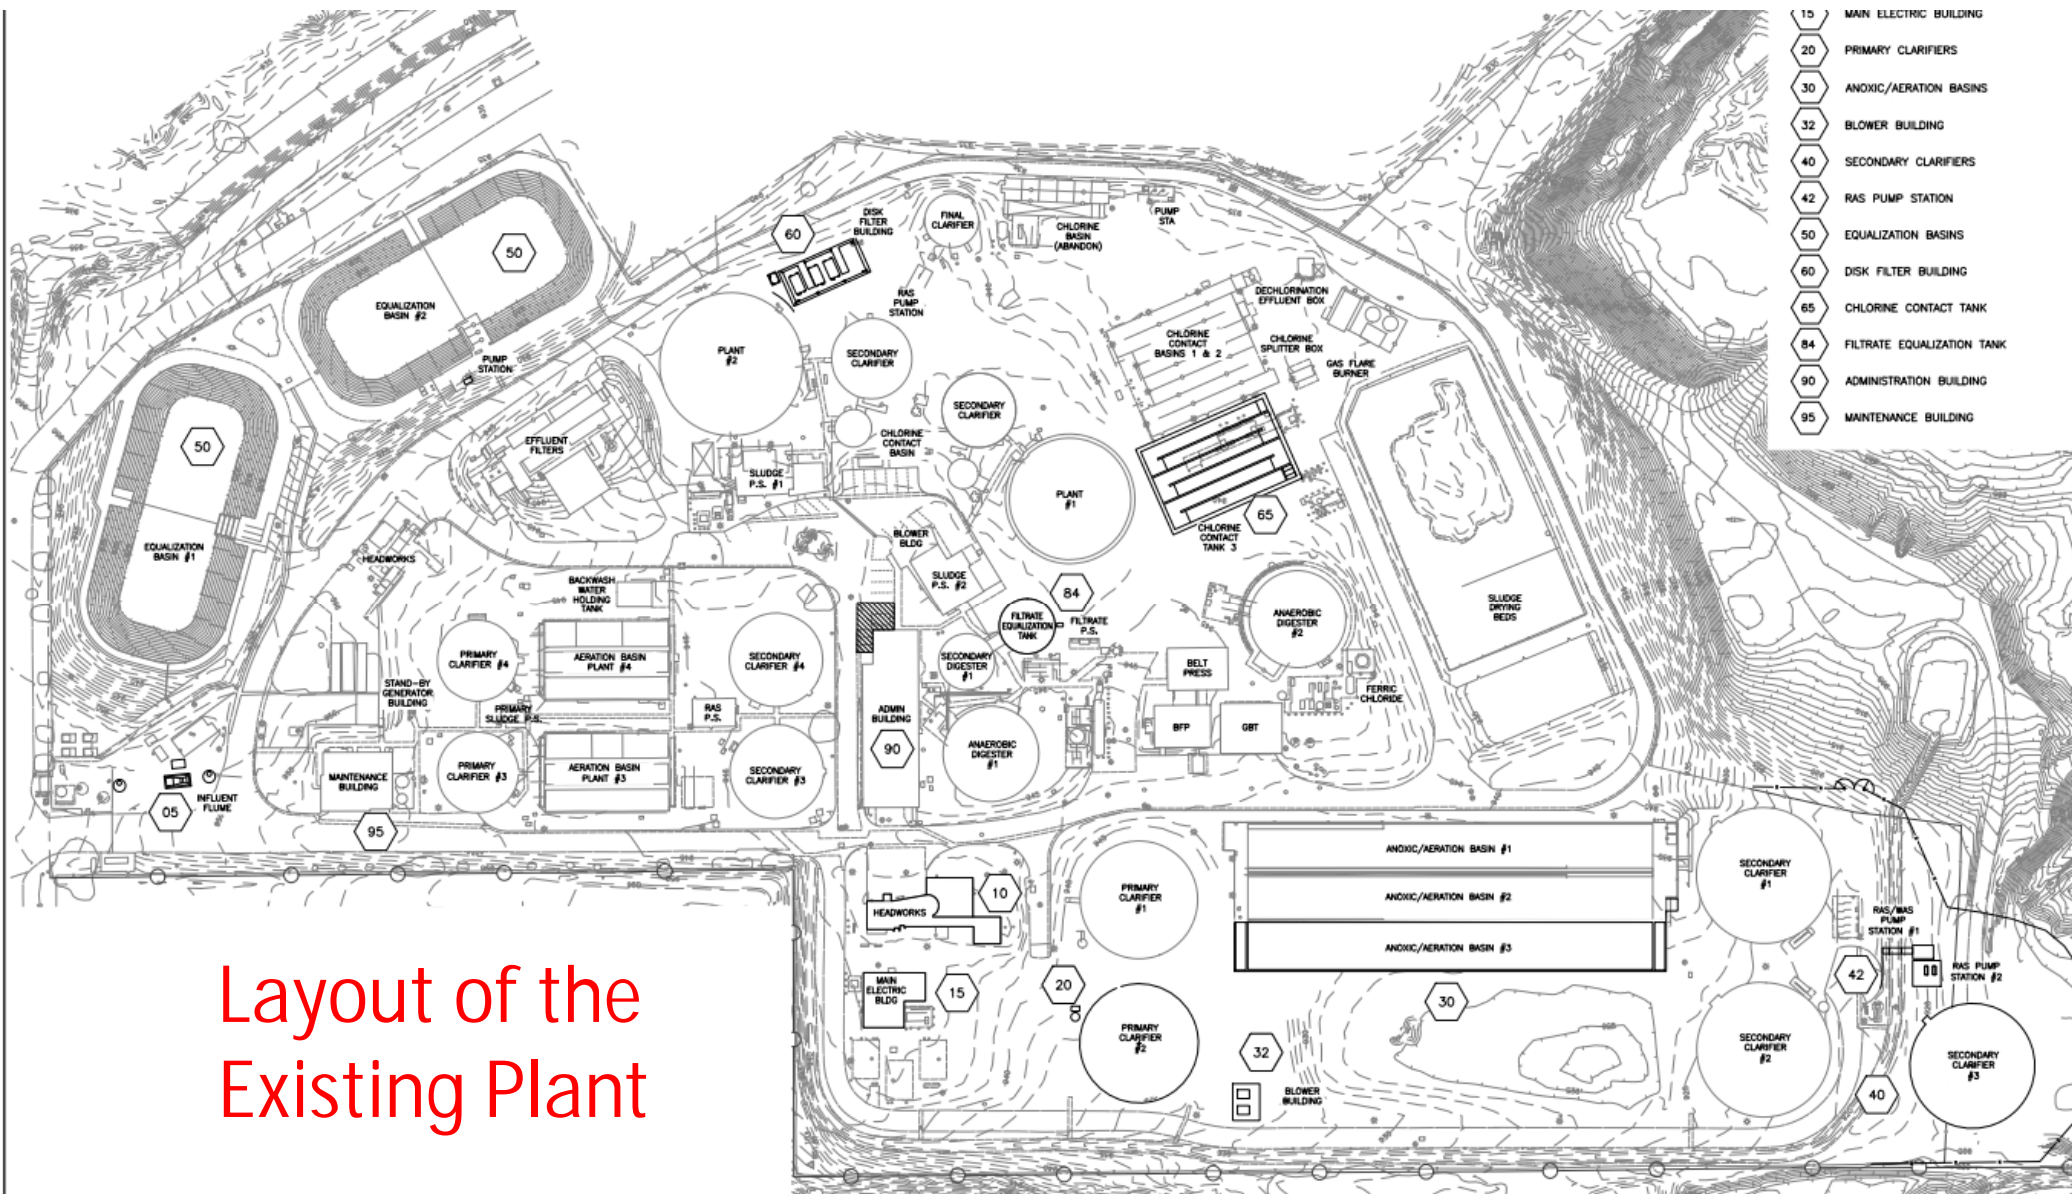 15 MAIN ELECTRIC BUILDING
20 PRIMARY CLARIFIERS
30 ANOXIC/AERATION BASINS
32 BLOWER BUILDING
40 SECONDARY CLARIFIERS
42 RAS PUMP STATION
50 EQUALIZATION BASINS
60 DISK FILTER BUILDING
65 CHLORINE CONTACT TANK
84 FILTRATE EQUALIZATION TANK
90 ADMINISTRATION BUILDING
95 MAINTENANCE BUILDING
60
DISK
FILTER
BUILDING
FINAL
CLARIFIER
CHLORINE
BASIN
(ABANDON)
PUMP
STA
50
EQUALIZATION
BASIN #2
PUMP
STATION
RAS
PUMP
STATION
DECHLORINATION
EFFLUENT BOX
PLANT
#2
SECONDARY
CLARIFIER
CHLORINE
CONTACT
BASINS 1 & 2
CHLORINE
SPLITTER BOX
GAS FLARE
BURNER
SECONDARY
CLARIFIER
50
EFFLUENT
FILTERS
CHLORINE
CONTACT
BASIN
SLUDGE
P.S. #1
PLANT
#1
65
CHLORINE
CONTACT
TANK 3
EQUALIZATION
BASIN #1
HEADWORKS
BLOWER
BLDG
SLUDGE
P.S. #2
BACKWASH
WATER
HOLDING
TANK
84
FILTRATE
EQUALIZATION
TANK
FILTRATE
P.S.
ANAEROBIC
DIGESTER
#2
SLUDGE
DRYING
BEDS
PRIMARY
CLARIFIER #4
AERATION BASIN
PLANT #4
SECONDARY
CLARIFIER #4
SECONDARY
DIGESTER
#1
BELT
PRESS
STAND-BY
GENERATOR
BUILDING
PRIMARY
SLUDGE P.S.
RAS
P.S.
ADMIN
BUILDING
90
FERRIC
CHLORIDE
BFP
GBT
ANAEROBIC
DIGESTER
#1
MAINTENANCE
BUILDING
PRIMARY
CLARIFIER #3
AERATION BASIN
PLANT #3
SECONDARY
CLARIFIER #3
INFLUENT
FLUME
05
95
10
HEADWORKS
PRIMARY
CLARIFIER
#1
ANOXIC/AERATION BASIN #1
ANOXIC/AERATION BASIN #2
ANOXIC/AERATION BASIN #3
SECONDARY
CLARIFIER
#1
RAS/WAS
PUMP
STATION #1
42
RAS PUMP
STATION #2
MAIN
ELECTRIC
BLDG
15
20
30
PRIMARY
CLARIFIER
#2
32
BLOWER
BUILDING
SECONDARY
CLARIFIER
#2
40
SECONDARY
CLARIFIER
#3
Layout of the
Existing Plant